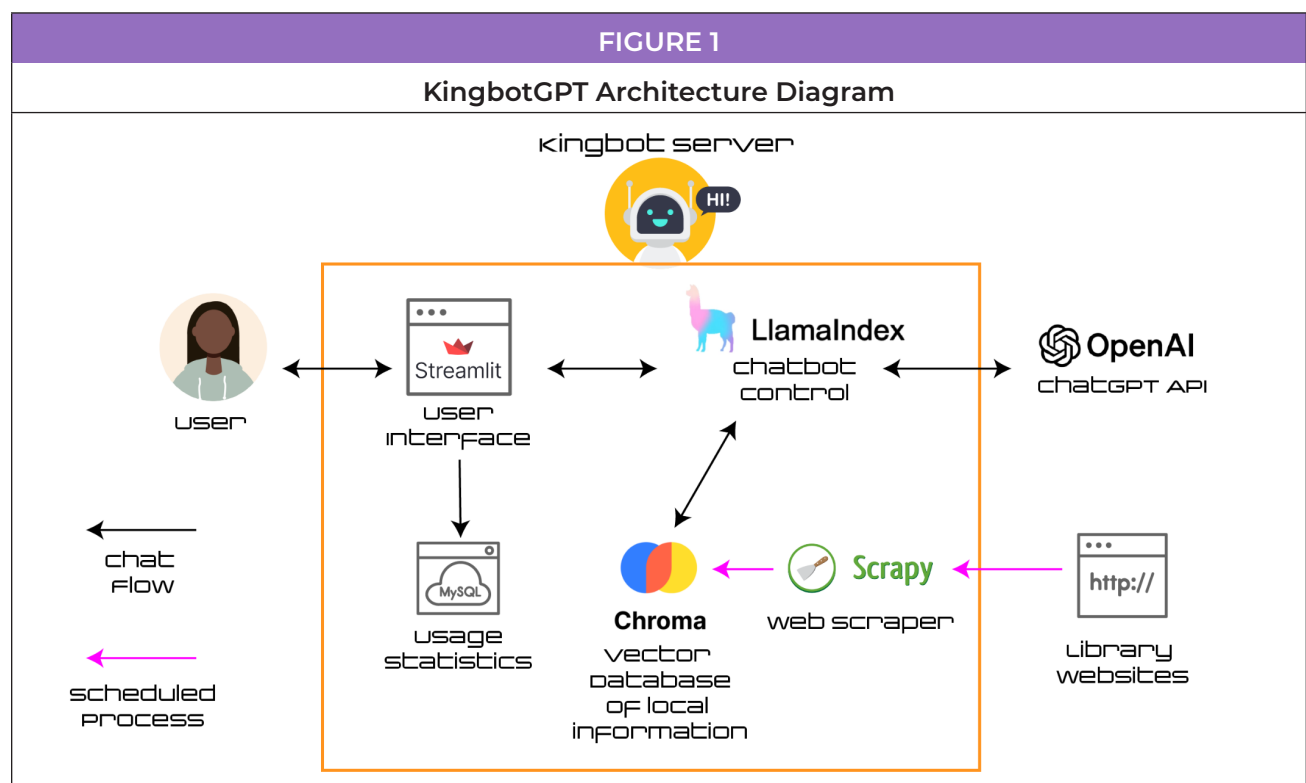 FIGURE 1
KingbotGPT Architecture Diagram
Kingbot server
HI!
Streamlit
user
interface
user
LlamaIndex
chatbot
control
OpenAI
chatGPT API
chat
flow
scheduled
process
MySQL
usage
statistics
Chroma
vector
database
of local
information
Scrapy
web scraper
http://
Library
websites